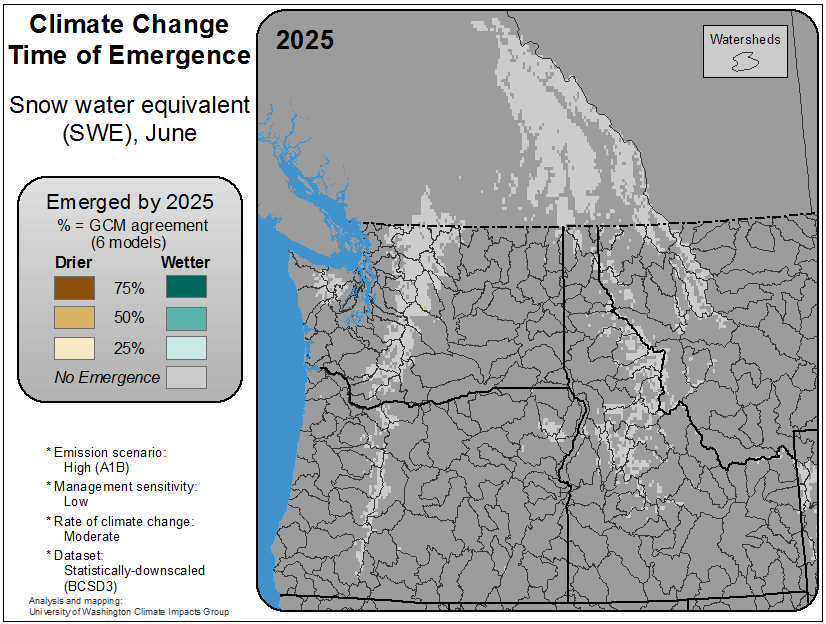 Climate Change
Time of Emergence
Snow water equivalent
(SWE), June
Emerged by 2025
% = GCM agreement
(6 models)
Drier Wetter
75%
50%
25%
No Emergence
* Emission scenario:
High (A1B)
* Management sensitivity:
Low
* Rate of climate change:
Moderate
* Dataset:
Statistically-downscaled
(BCSD3)
Analysis and mapping:
University of Washington Climate Impacts Group
2025
Watersheds